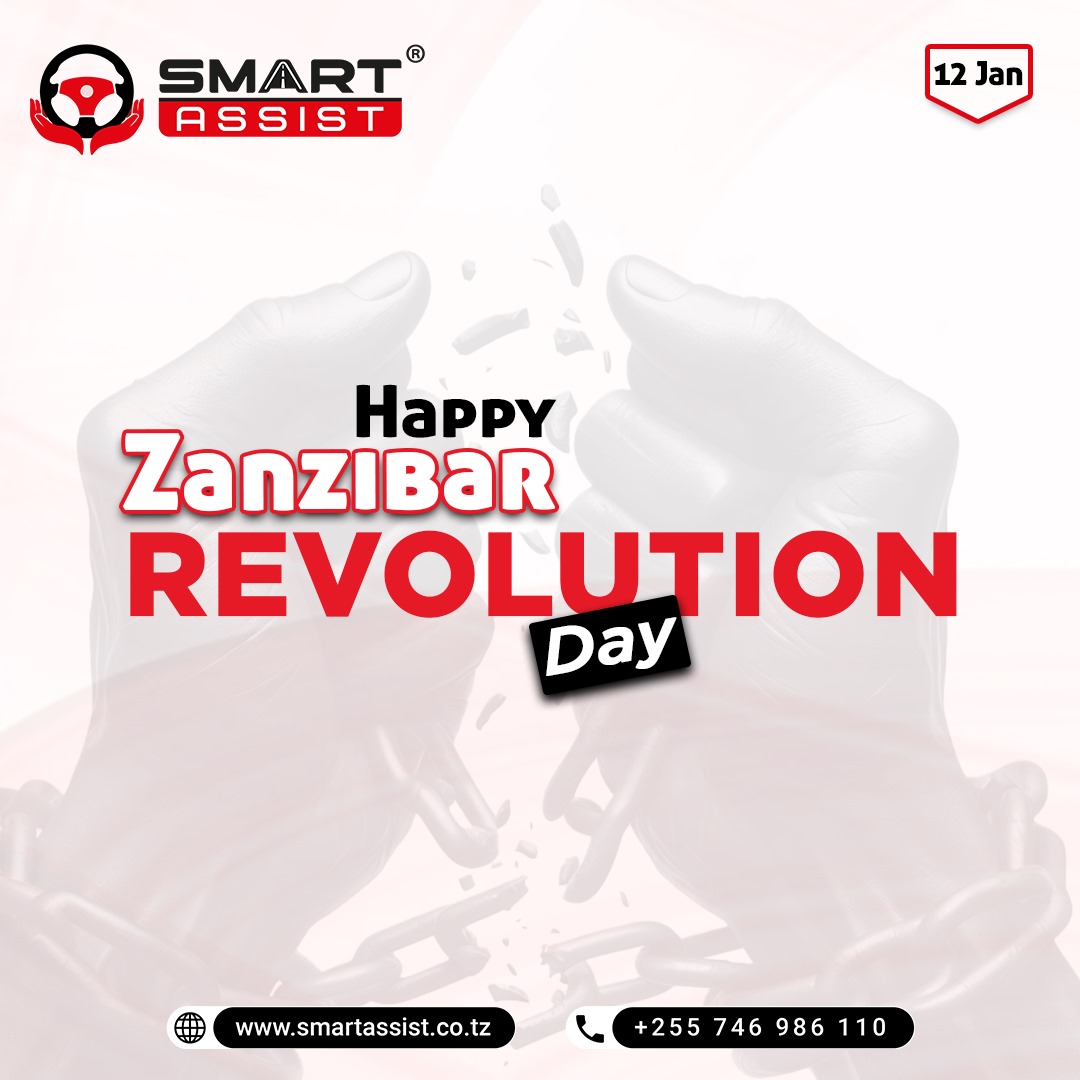 SMART®
ASSIST
12 Jan
Happy
Zanzibar
REVOLUTION
Day
www.smartassist.co.tz
+255 746 986 110